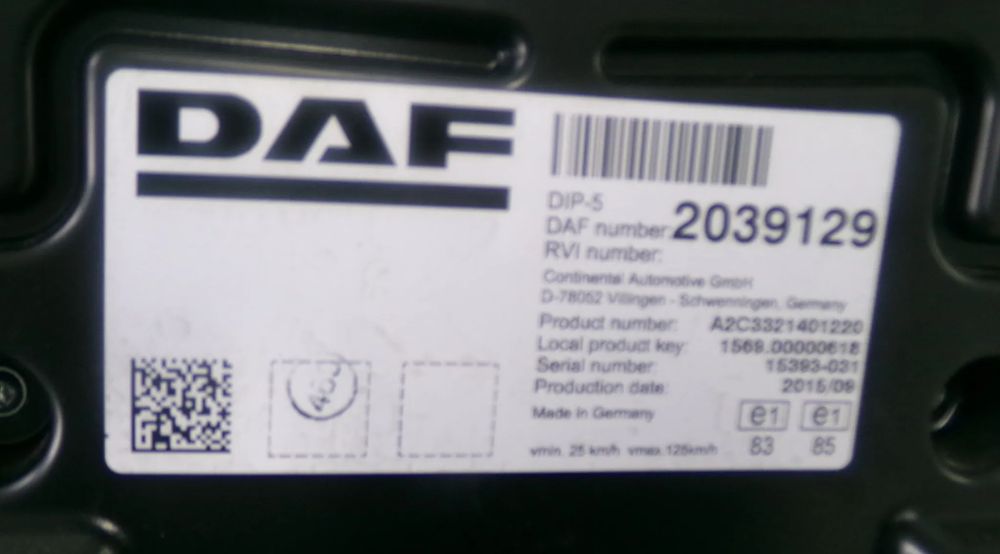 DAF
DIP-5
DAF number: 2039129
RVI number:
Continental Automotive GmbH
D-78052 Villingen - Schwenningen, Germany
Product number: A2C3321401220
Local product key: 1569.00000618
Serial number: 15393-031
Production date: 2015/09
Made in Germany
e1 e1
83 85
vmin. 25 km/h vmax.125km/h